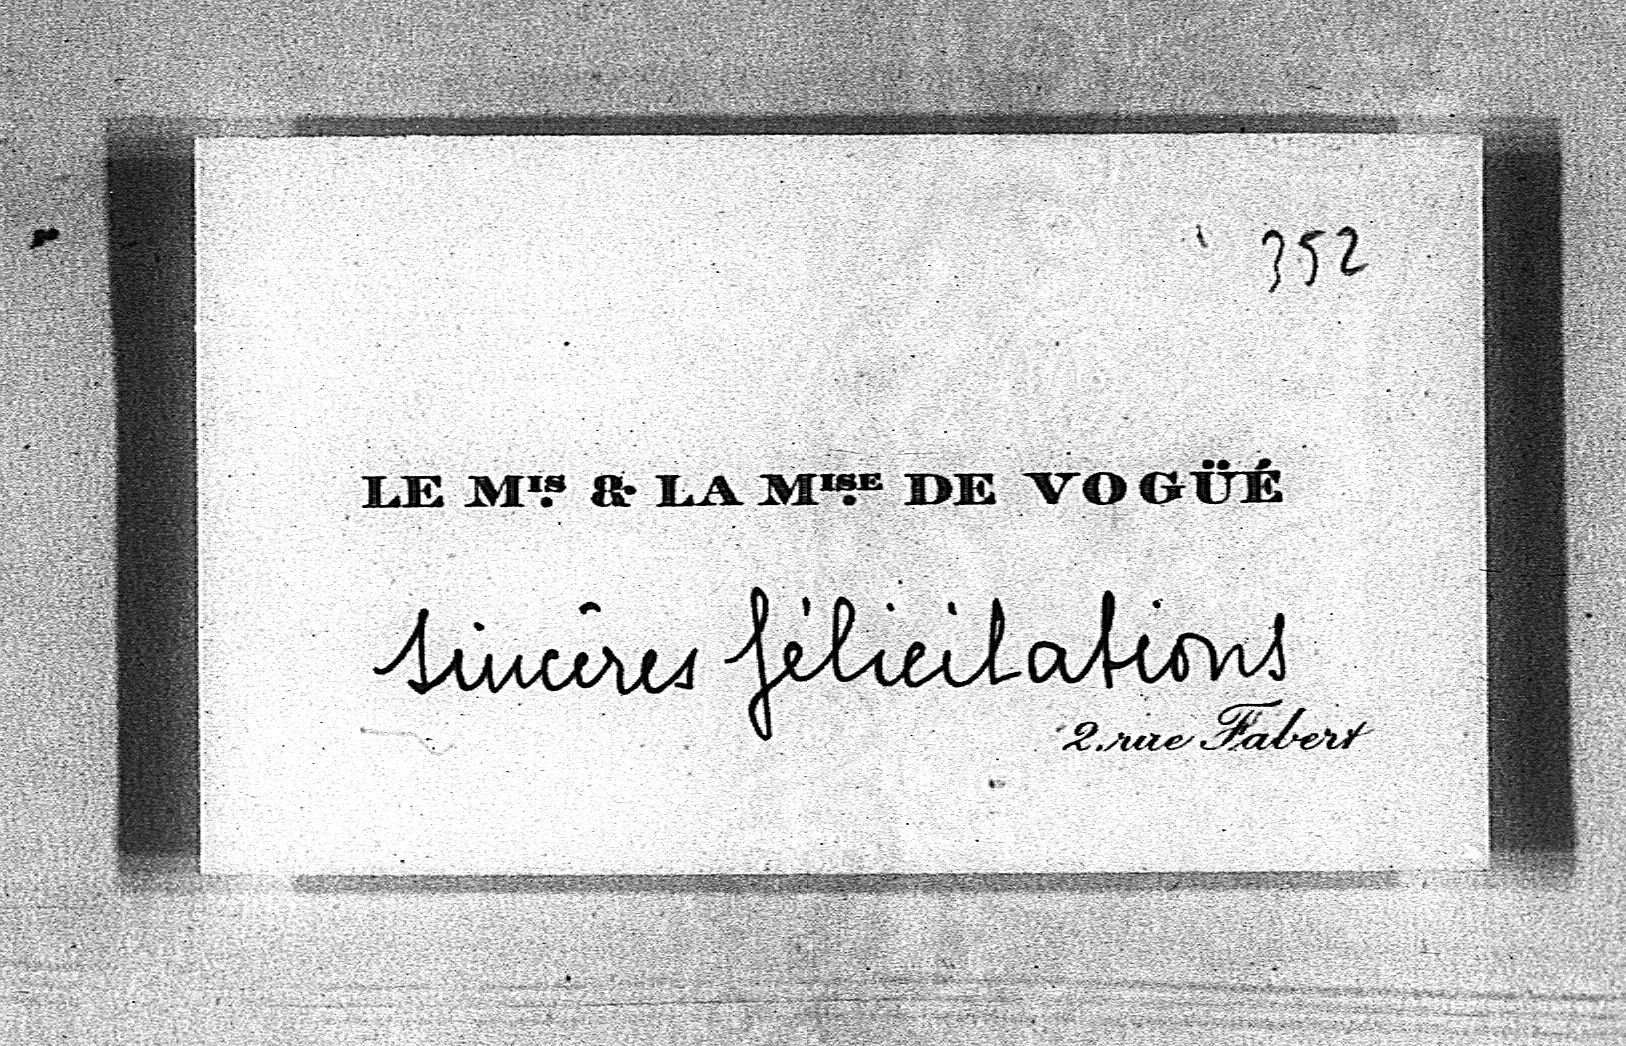 352
LE MIS. & LA MISE. DE VOGÜÉ
sincères félicitations
2, rue Fabert